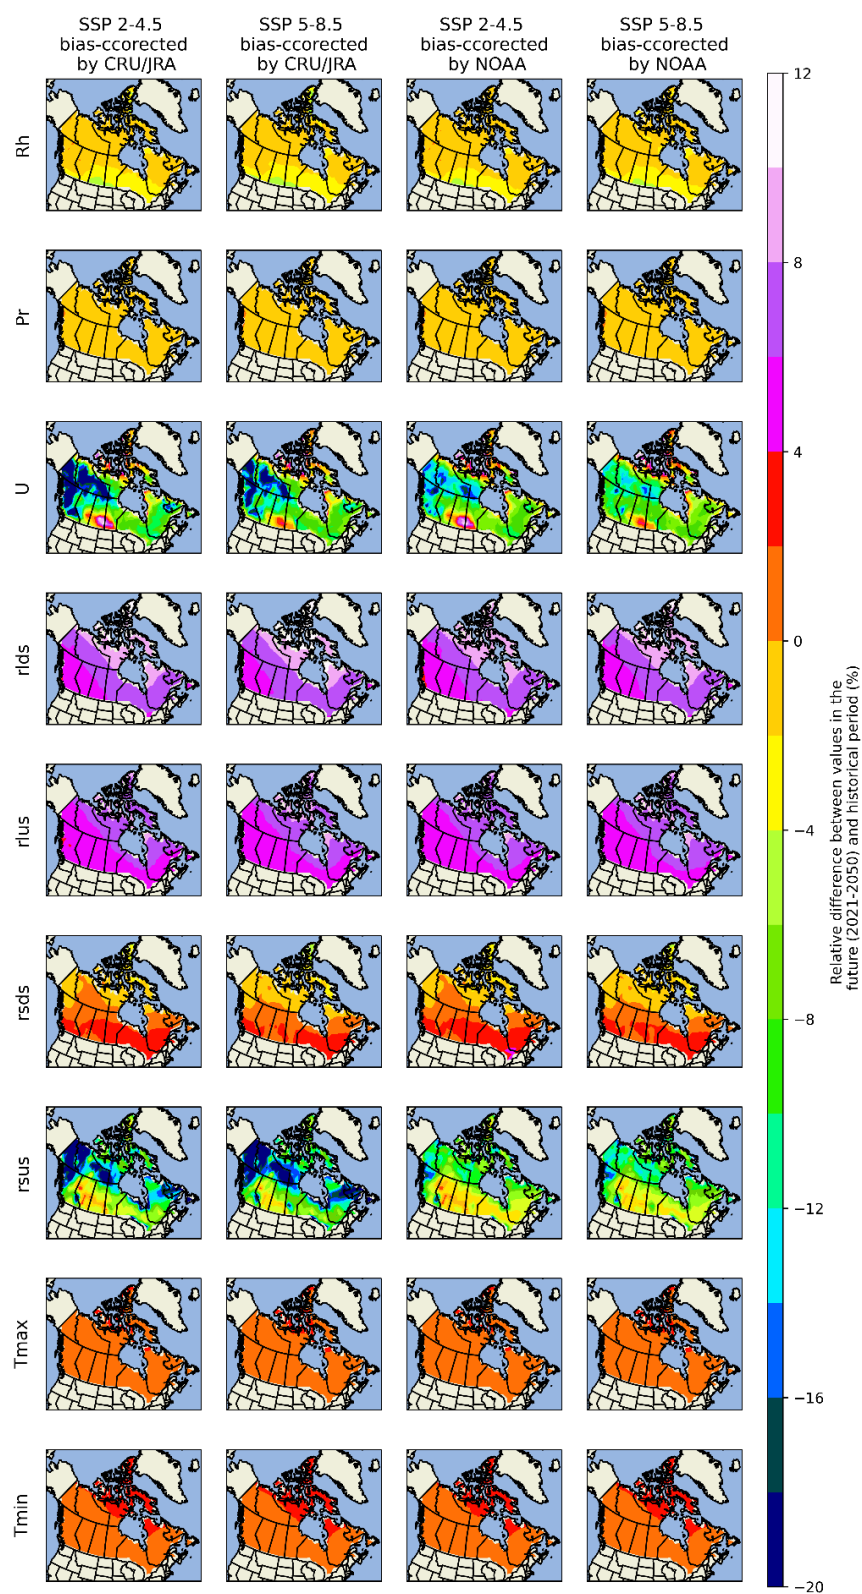 SSP 2-4.5
bias-ccorected
by CRU/JRA
SSP 5-8.5
bias-ccorected
by CRU/JRA
SSP 2-4.5
bias-ccorected
by NOAA
SSP 5-8.5
bias-ccorected
by NOAA
Rh
Pr
U
rlds
rlus
rsds
rsus
Tmax
Tmin
12
8
4
0
−4
−8
−12
−16
−20
Relative difference between values in the
future (2021-2050) and historical period (%)